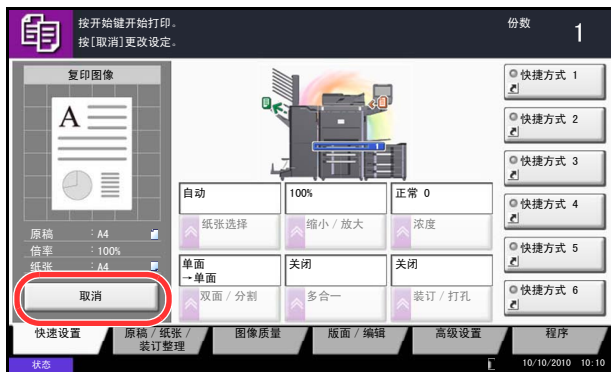 按开始键开始打印。
按[取消]更改设定。
份数
1
复印图像
A
原稿 : A4
倍率 : 100%
纸张 : A4
取消
1
自动
100%
正常 0
纸张选择
缩小 / 放大
浓度
单面
→单面
关闭
关闭
双面 / 分割
多合一
装订 / 打孔
快捷方式 1
快捷方式 2
快捷方式 3
快捷方式 4
快捷方式 5
快捷方式 6
快速设置
原稿 / 纸张 /
装订整理
图像质量
版面 / 编辑
高级设置
程序
状态
10/10/2010 10:10